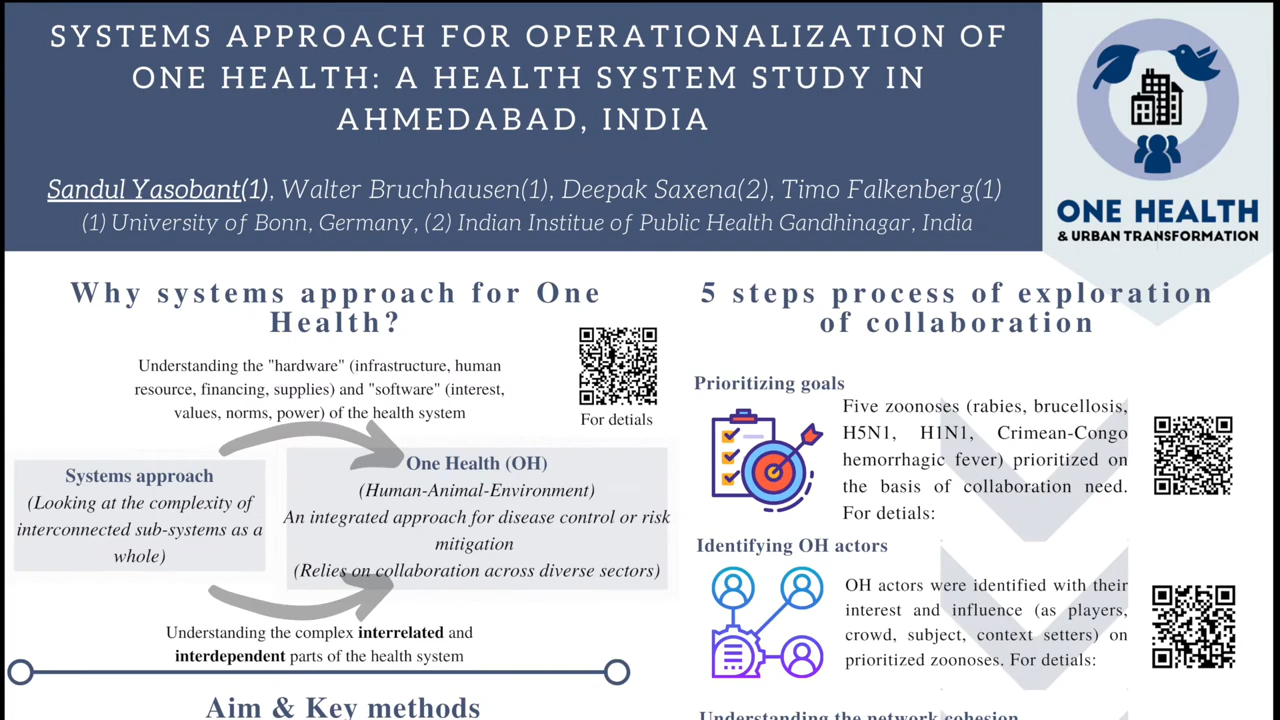 SYSTEMS APPROACH FOR OPERATIONALIZATION OF
ONE HEALTH: A HEALTH SYSTEM STUDY IN
AHMEDABAD, INDIA
Sandul Yasobant(1), Walter Bruchhausen(1), Deepak Saxena(2), Timo Falkenberg(1)
(1) University of Bonn, Germany, (2) Indian Institue of Public Health Gandhinagar, India
ONE HEALTH
& URBAN TRANSFORMATION
Why systems approach for One
Health?
Understanding the "hardware" (infrastructure, human
resource, financing, supplies) and "software" (interest,
values, norms, power) of the health system
For detials
Systems approach
(Looking at the complexity of
interconnected sub-systems as a
whole)
One Health (OH)
(Human-Animal-Environment)
An integrated approach for disease control or risk
mitigation
(Relies on collaboration across diverse sectors)
Understanding the complex interrelated and
interdependent parts of the health system
Aim & Key methods
5 steps process of exploration
of collaboration
Prioritizing goals
Five zoonoses (rabies, brucellosis,
H5N1, H1N1, Crimean-Congo
hemorrhagic fever) prioritized on
the basis of collaboration need.
For detials:
Identifying OH actors
OH actors were identified with their
interest and influence (as players,
crowd, subject, context setters) on
prioritized zoonoses. For detials:
Understanding the network cohesion